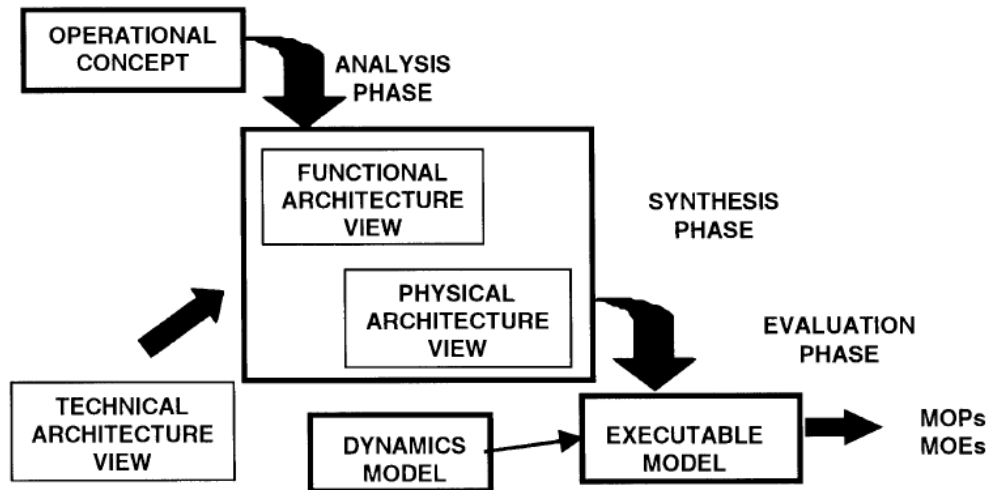 OPERATIONAL
CONCEPT
ANALYSIS
PHASE
FUNCTIONAL
ARCHITECTURE
VIEW
SYNTHESIS
PHASE
PHYSICAL
ARCHITECTURE
VIEW
EVALUATION
PHASE
TECHNICAL
ARCHITECTURE
VIEW
DYNAMICS
MODEL
EXECUTABLE
MODEL
MOPs
MOEs